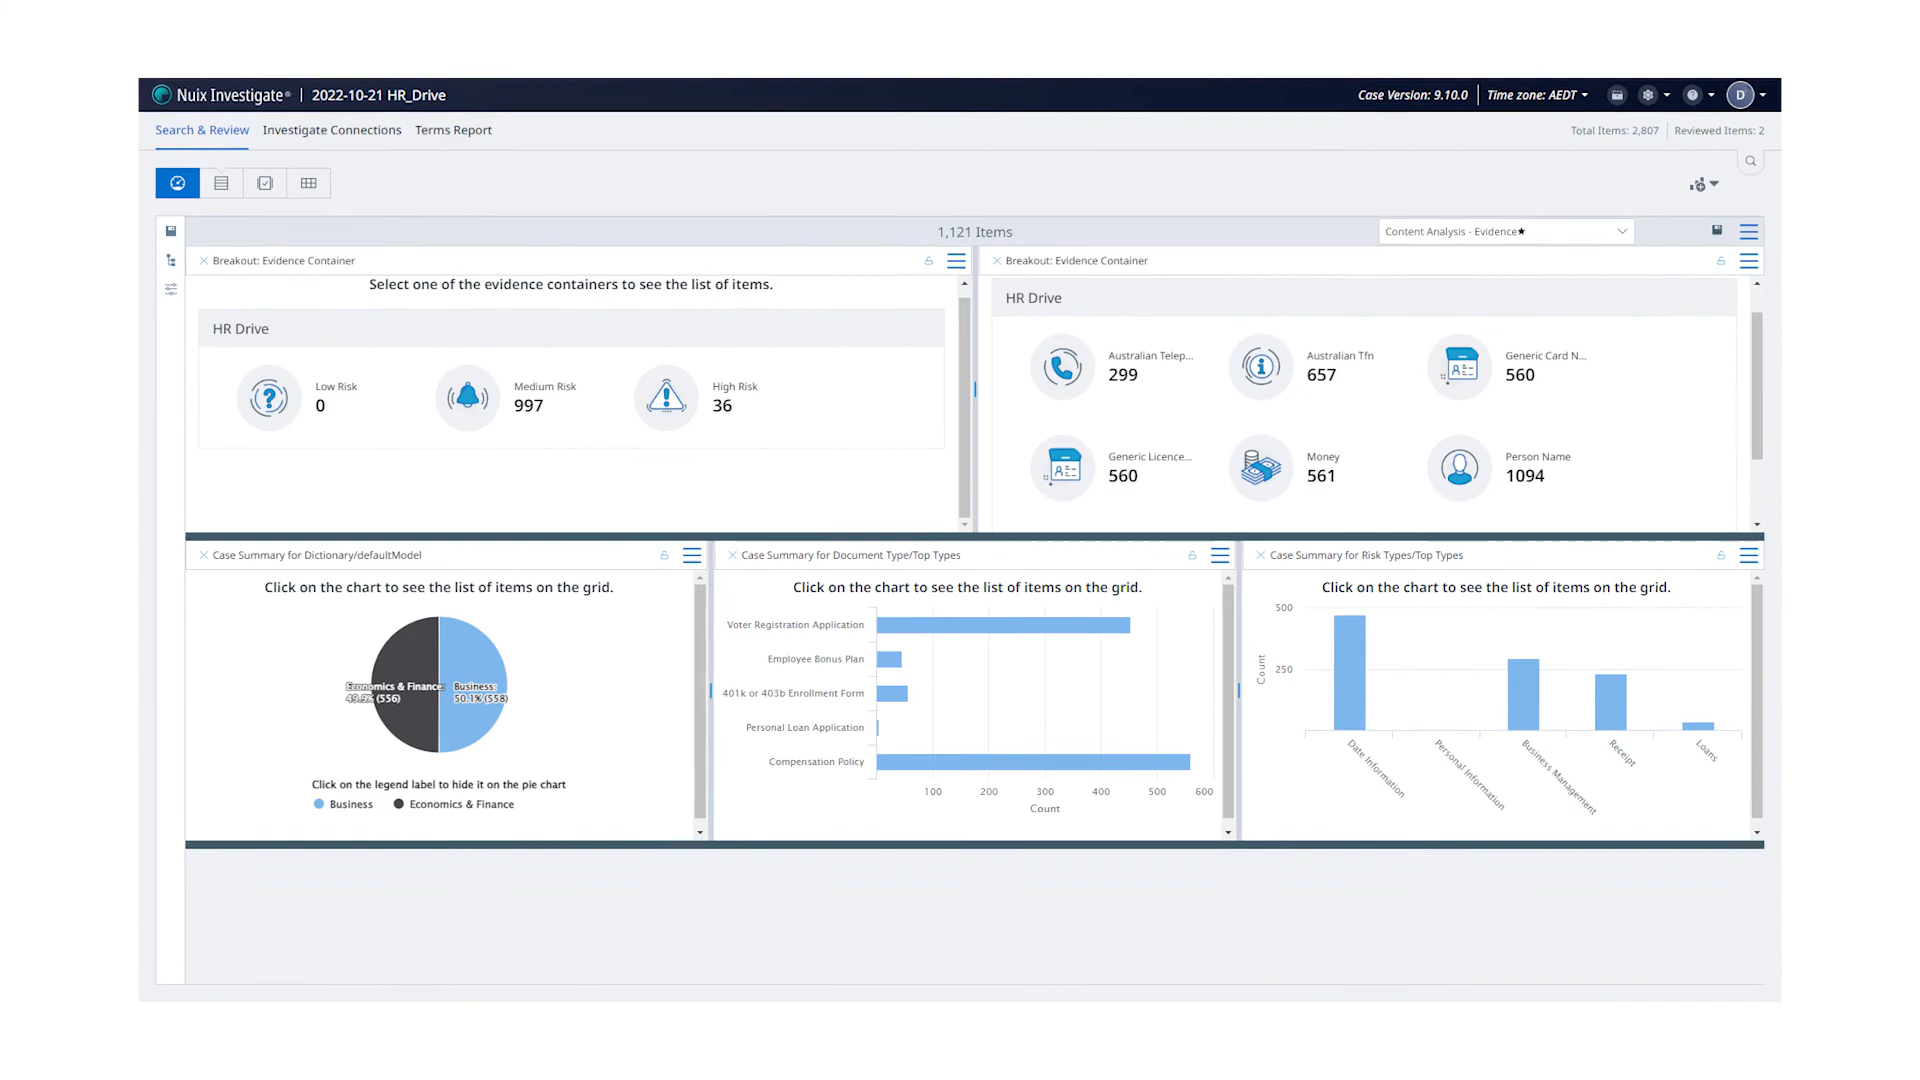 Nuix Investigate® | 2022-10-21 HR_Drive
Case Version: 9.10.0 | Time zone: AEDT
D
Search & Review Investigate Connections Terms Report
Total Items: 2,807 Reviewed Items: 2
1,121 Items
Content Analysis - Evidence★
Breakout: Evidence Container
Select one of the evidence containers to see the list of items.
HR Drive
Low Risk
0
Medium Risk
997
High Risk
36
Breakout: Evidence Container
HR Drive
Australian Telep...
299
Australian Tfn
657
Generic Card N...
560
Generic Licence...
560
Money
561
Person Name
1094
Case Summary for Dictionary/defaultModel
Click on the chart to see the list of items on the grid.
Economics & Finance:
49.9% (556)
Business:
50.1% (558)
Click on the legend label to hide it on the pie chart
Business Economics & Finance
Case Summary for Document Type/Top Types
Click on the chart to see the list of items on the grid.
Voter Registration Application
Employee Bonus Plan
401k or 403b Enrollment Form
Personal Loan Application
Compensation Policy
100 200 300 400 500 600
Count
Case Summary for Risk Types/Top Types
Click on the chart to see the list of items on the grid.
500
250
Count
Date Information
Personal Information
Business Management
Receipt
Loans